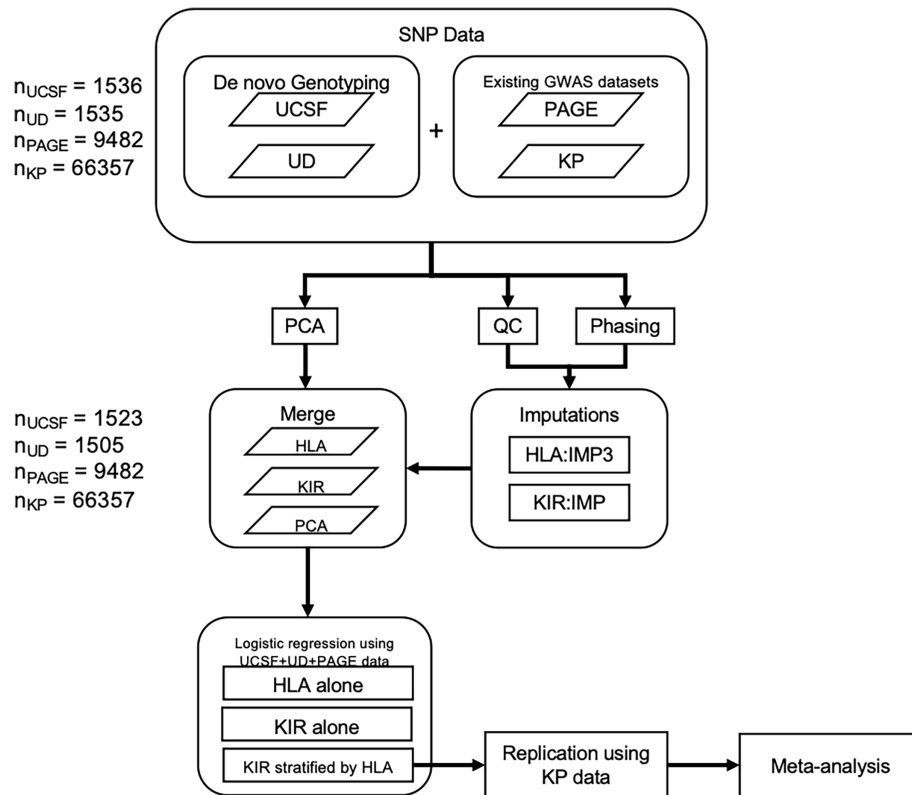 SNP Data
n_UCSF = 1536
n_UD = 1535
n_PAGE = 9482
n_KP = 66357
De novo Genotyping
UCSF
UD
+
Existing GWAS datasets
PAGE
KP
PCA
QC
Phasing
n_UCSF = 1523
n_UD = 1505
n_PAGE = 9482
n_KP = 66357
Merge
HLA
KIR
PCA
Imputations
HLA:IMP3
KIR:IMP
Logistic regression using
UCSF+UD+PAGE data
HLA alone
KIR alone
KIR stratified by HLA
Replication using
KP data
Meta-analysis